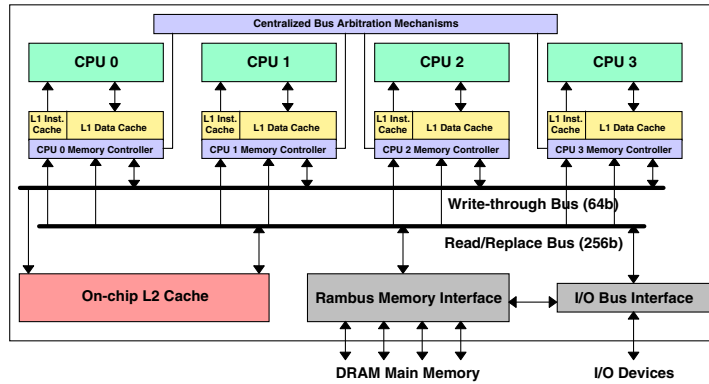 Centralized Bus Arbitration Mechanisms
CPU 0
CPU 1
CPU 2
CPU 3
L1 Inst.
Cache
L1 Data Cache
L1 Inst.
Cache
L1 Data Cache
L1 Inst.
Cache
L1 Data Cache
L1 Inst.
Cache
L1 Data Cache
CPU 0 Memory Controller
CPU 1 Memory Controller
CPU 2 Memory Controller
CPU 3 Memory Controller
Write-through Bus (64b)
Read/Replace Bus (256b)
On-chip L2 Cache
Rambus Memory Interface
I/O Bus Interface
DRAM Main Memory
I/O Devices